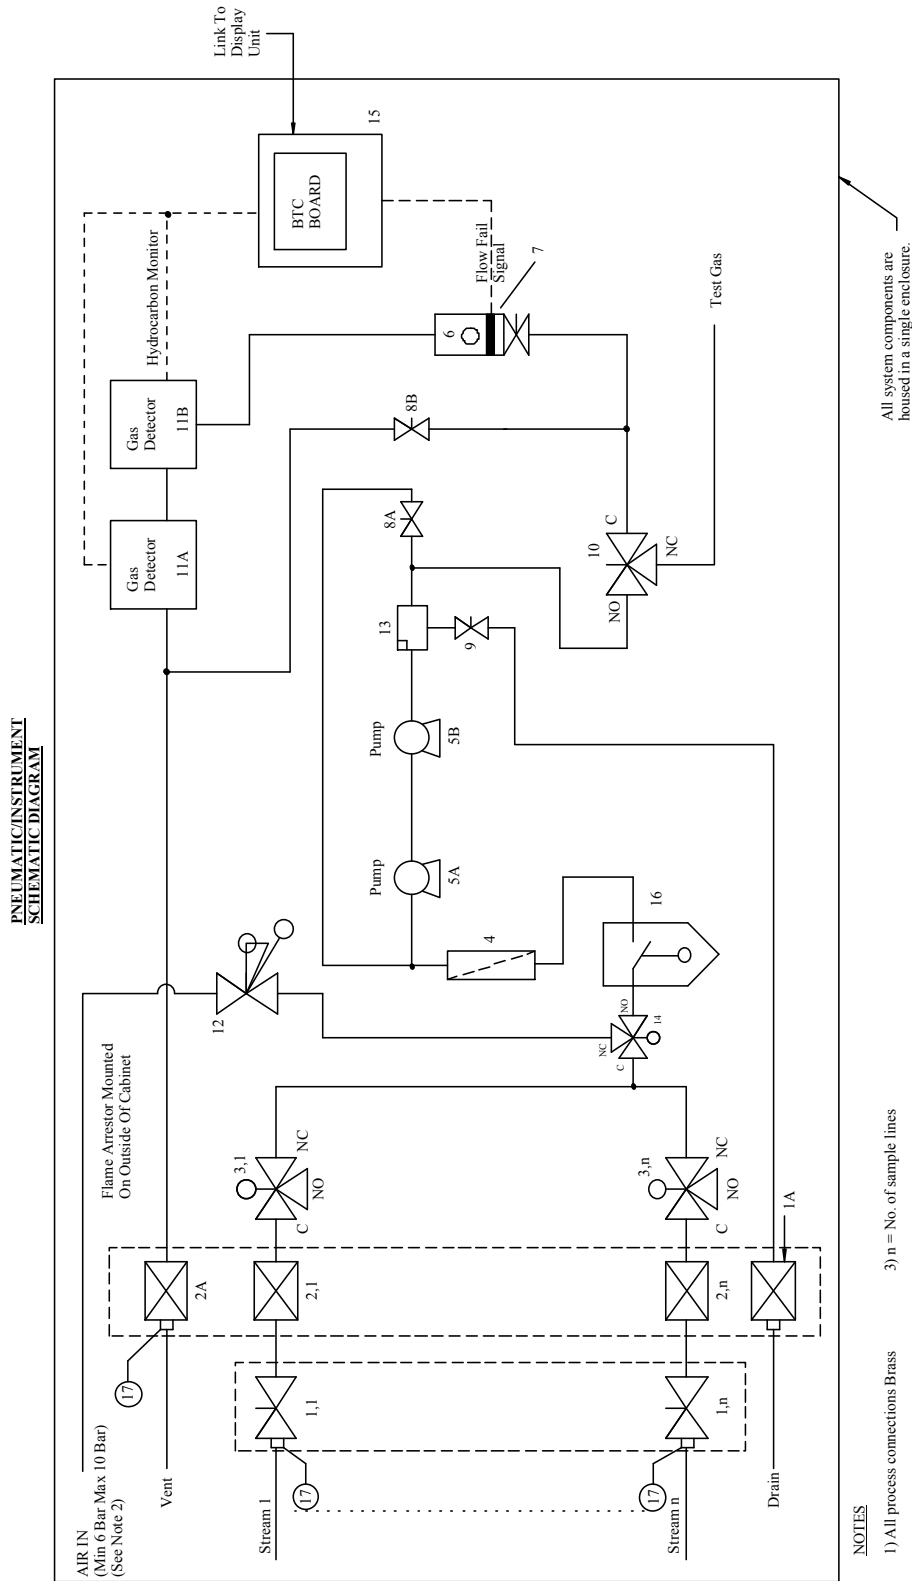 PNEUMATIC/INSTRUMENT
SCHEMATIC DIAGRAM
AIR IN
(Min 6 Bar Max 10 Bar)
(See Note 2)
Vent
17
2A
Flame Arrestor Mounted
On Outside Of Cabinet
12
Gas
Detector
11A
Gas
Detector
11B
Hydrocarbon Monitor
Link To
Display
Unit
BTC
BOARD
15
Stream 1
17
1,1
2,1
3,1
C
NO
NC
Pump
5A
Pump
5B
13
9
8A
8B
6
7
Flow Fail
Signal
4
16
NC
NO
C
14
10
NO
C
NC
Test Gas
Stream n
17
1,n
2,n
3,n
C
NO
NC
Drain
1A
All system components are
housed in a single enclosure.
NOTES
1) All process connections Brass
3) n = No. of sample lines